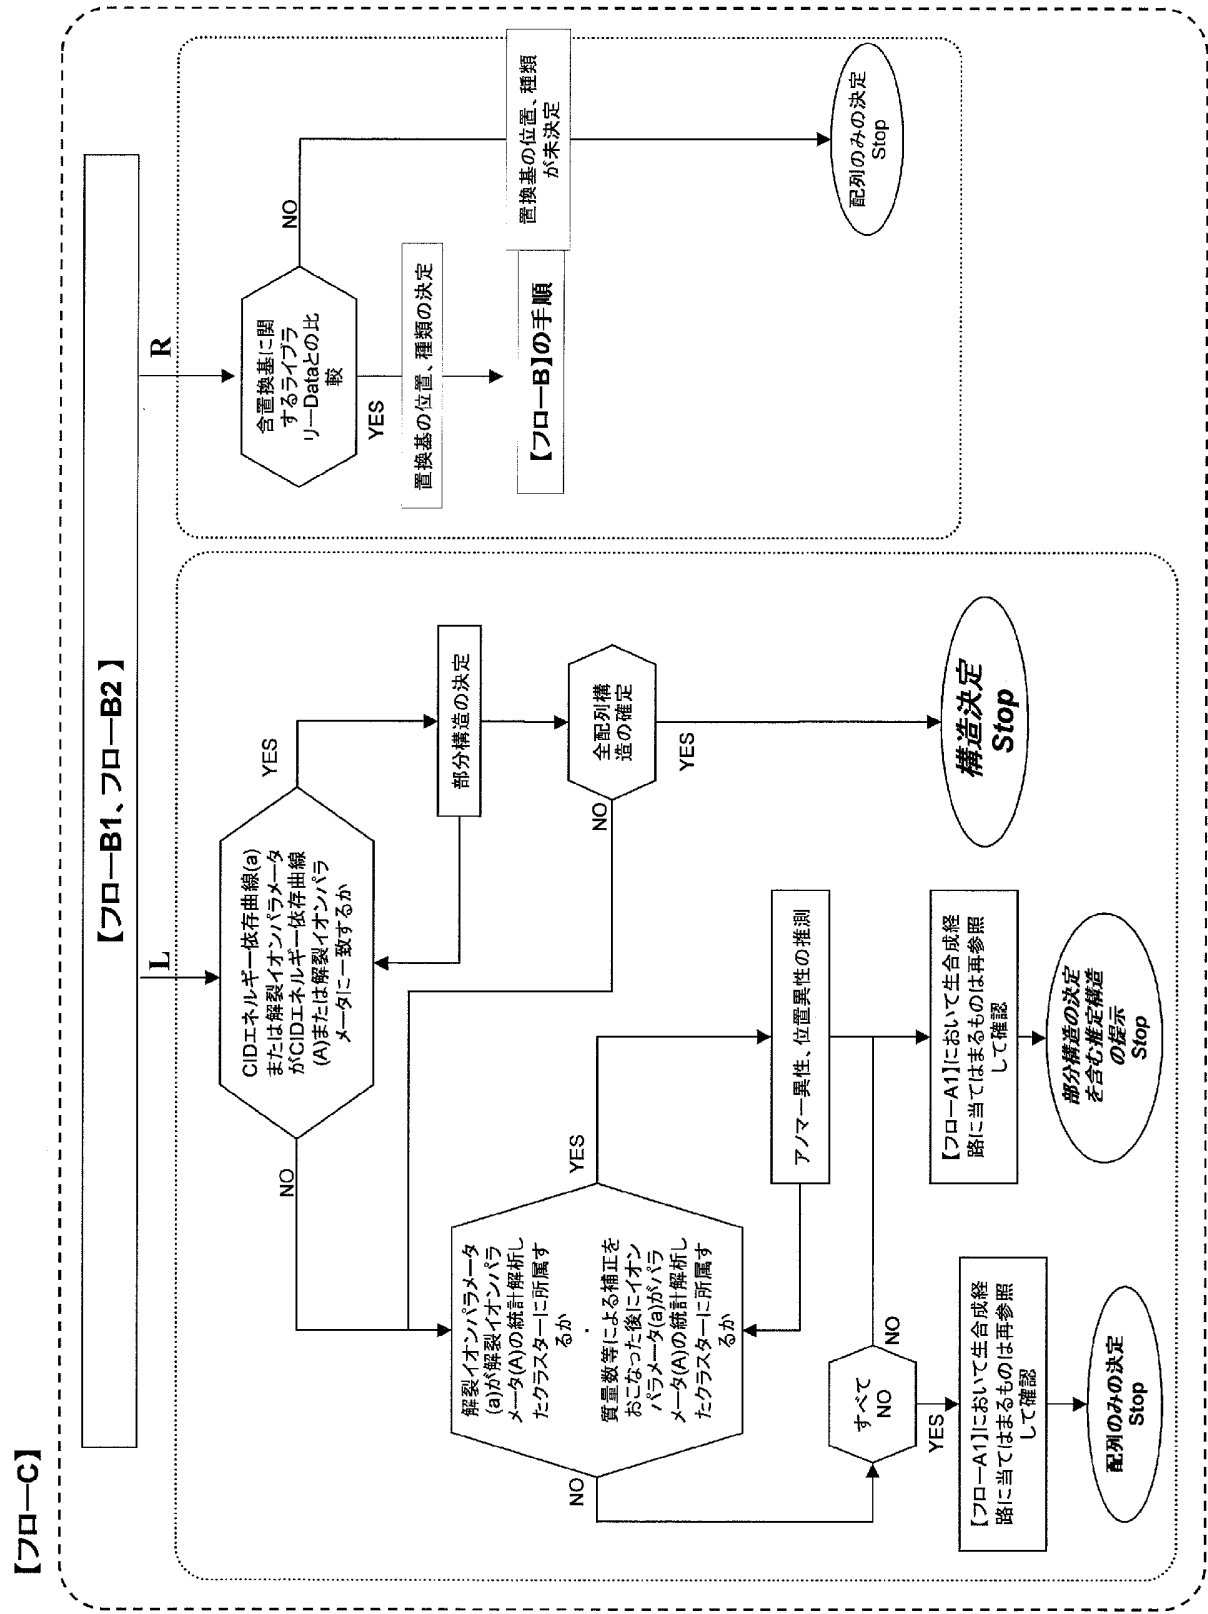 【フローC】
【フローB1、フローB2 】
L
CIDエネルギー依存曲線(a)
または解裂イオンパラメータ
がCIDエネルギー依存曲線
(A)または解裂イオンパラ
メータに一致するか
NO
YES
部分構造の決定
全配列構
造の確定
NO
YES
構造決定
Stop
解裂イオンパラメータ
(a)が解裂イオンパラ
メータ(A)の統計解析し
たクラスターに所属す
るか
・
質量数等による補正を
おこなった後にイオン
パラメータ(a)がパラ
メータ(A)の統計解析し
たクラスターに所属す
るか
NO
YES
アノマー異性、位置異性の推測
すべて
NO
NO
YES
【フローA1】において生合成経
路に当てはまるものは再参照
して確認
配列のみの決定
Stop
【フローA1】において生合成経
路に当てはまるものは再参照
して確認
部分構造の決定
を含む推定構造
の提示
Stop
R
含置換基に関
するライブラ
リーDataとの比
較
YES
NO
置換基の位置、種類の決定
【フローB】の手順
置換基の位置、種類
が未決定
配列のみの決定
Stop